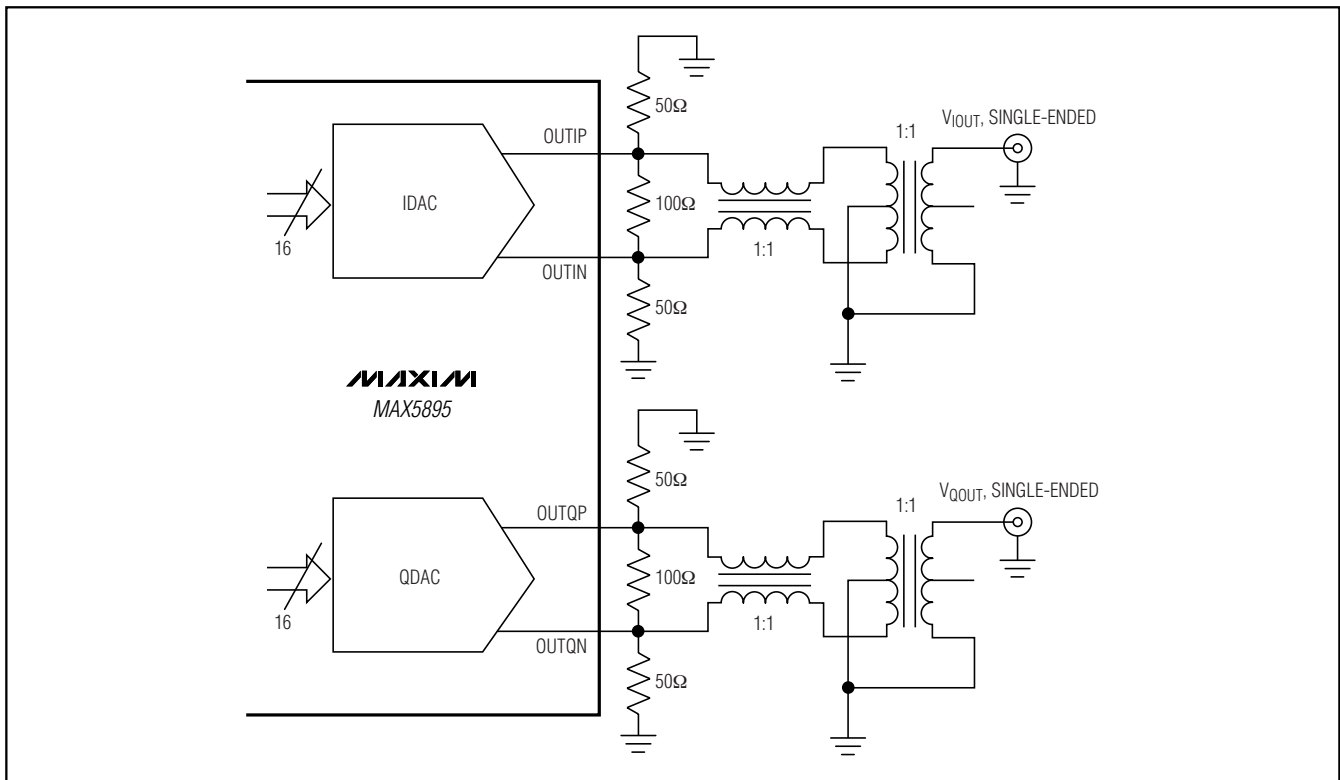 50Ω
OUTIP
IDAC
16
100Ω
1:1
1:1
V_IOUT, SINGLE-ENDED
OUTIN
50Ω
MAXIM
MAX5895
50Ω
OUTQP
QDAC
16
100Ω
1:1
1:1
V_QOUT, SINGLE-ENDED
OUTQN
50Ω